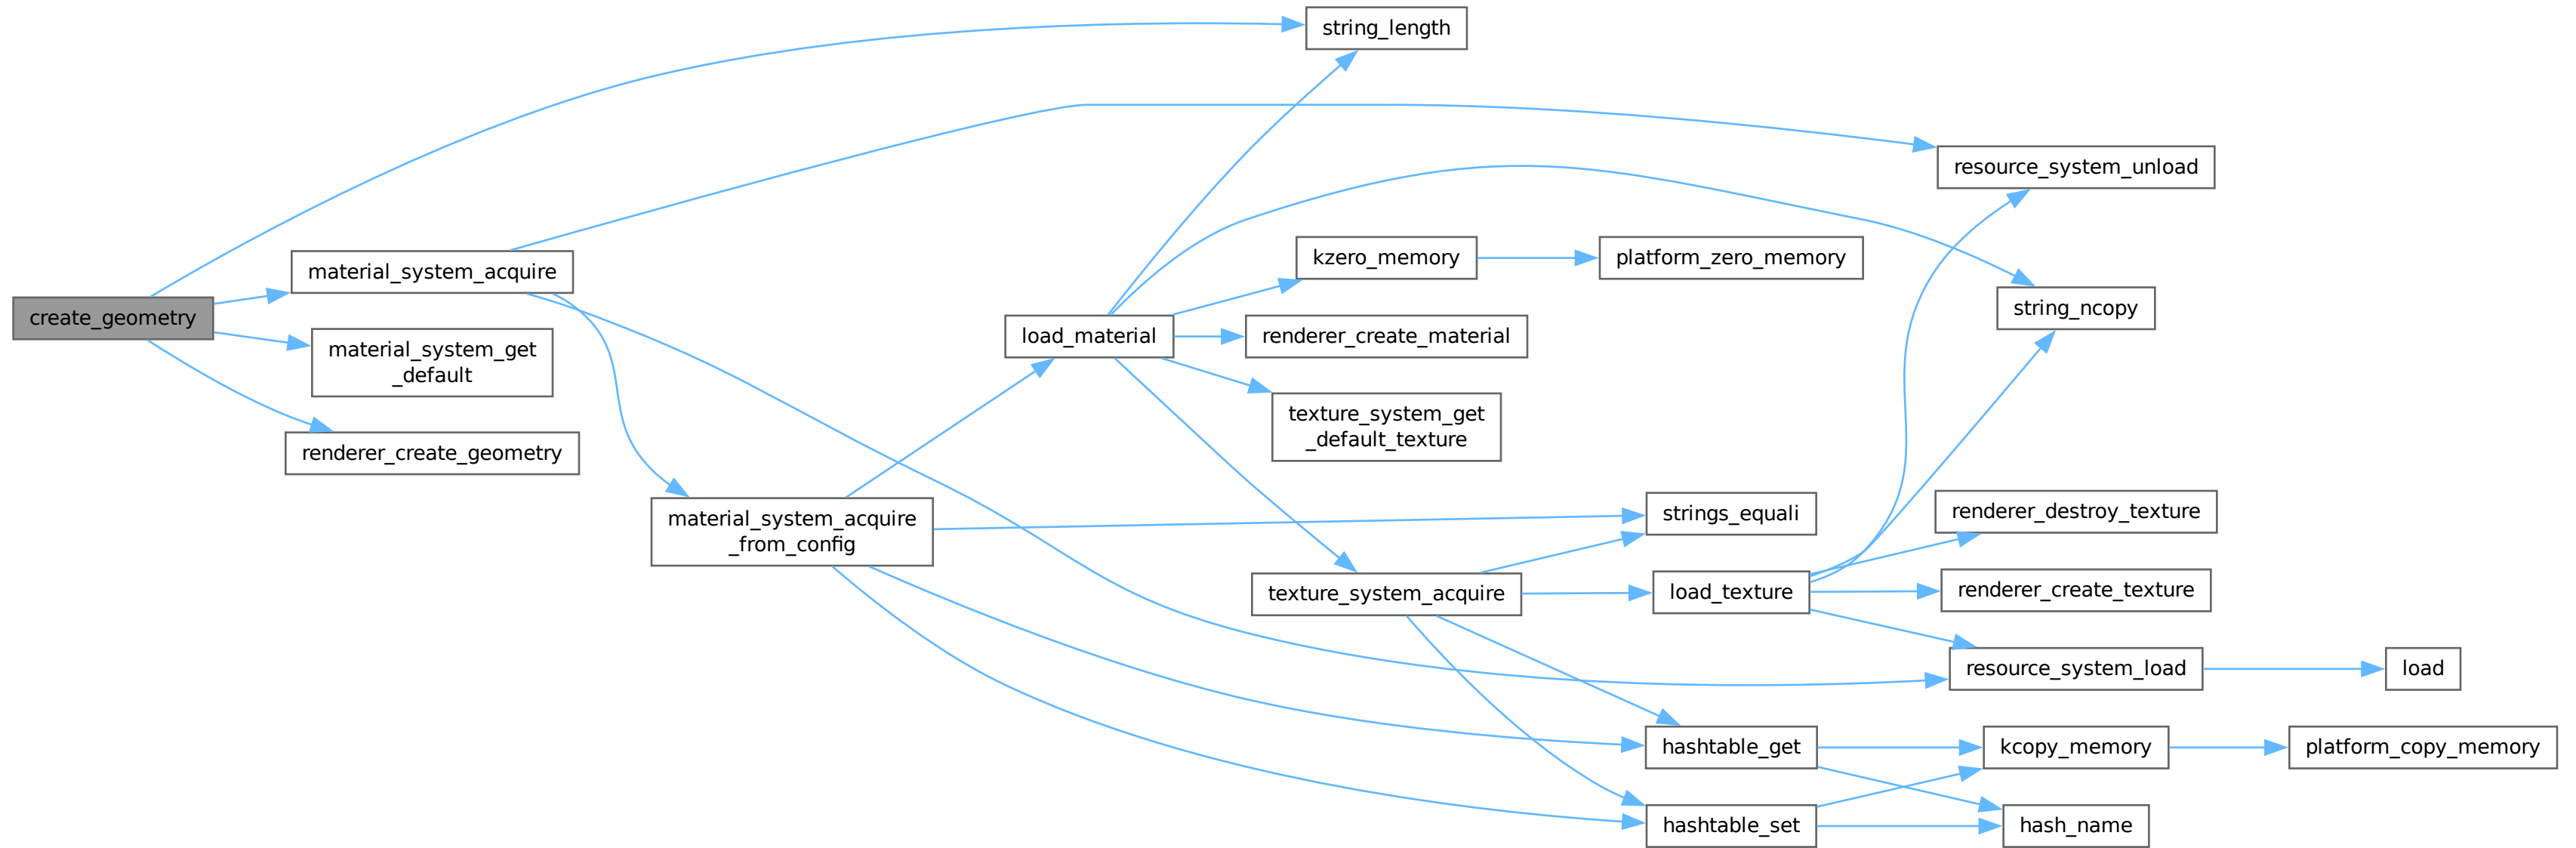 string_length
resource_system_unload
kzero_memory
platform_zero_memory
material_system_acquire
string_ncopy
create_geometry
load_material
renderer_create_material
material_system_get
_default
texture_system_get
_default_texture
renderer_create_geometry
material_system_acquire
_from_config
strings_equali
renderer_destroy_texture
texture_system_acquire
load_texture
renderer_create_texture
resource_system_load
load
hashtable_get
kcopy_memory
platform_copy_memory
hashtable_set
hash_name